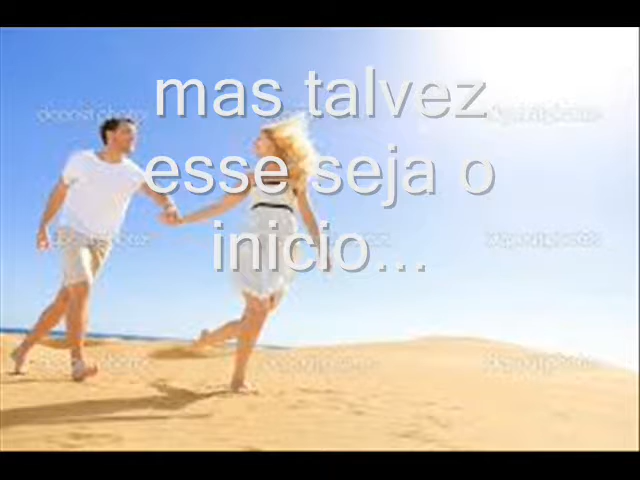 mas talvez
esse seja o
inicio...